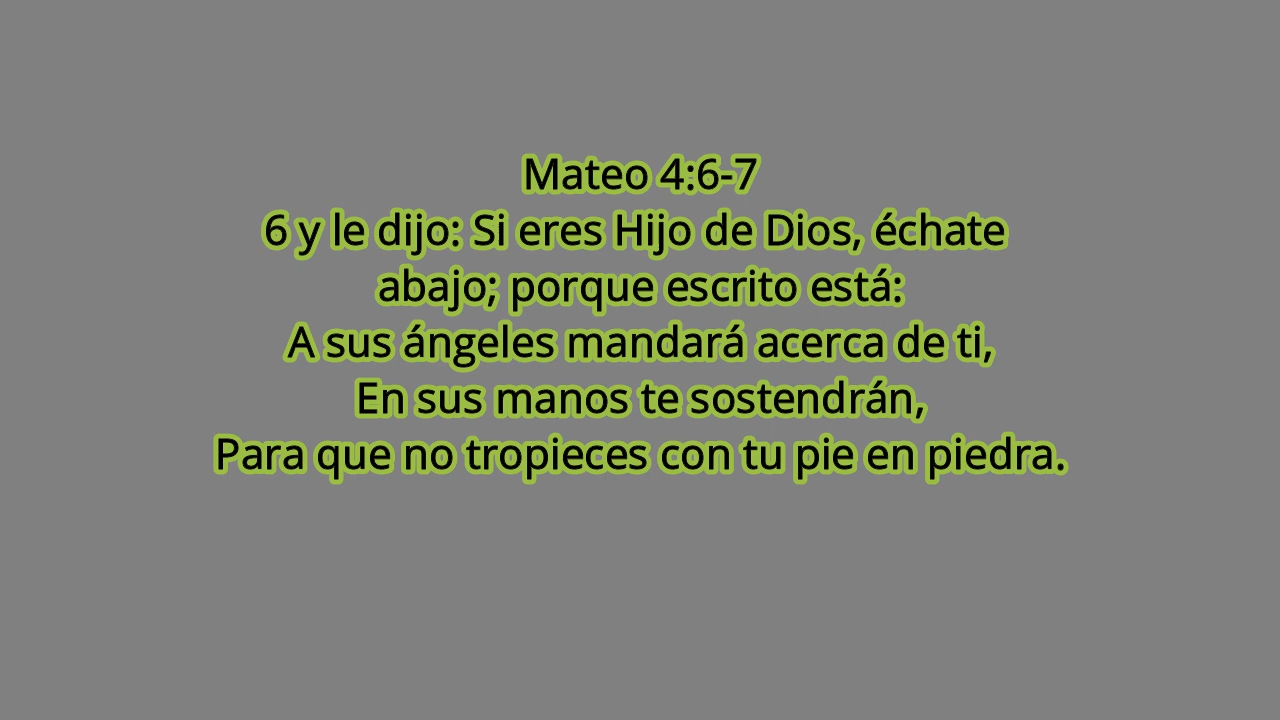 Mateo 4:6-7
6 y le dijo: Si eres Hijo de Dios, échate
abajo; porque escrito está:
A sus ángeles mandará acerca de ti,
En sus manos te sostendrán,
Para que no tropieces con tu pie en piedra.